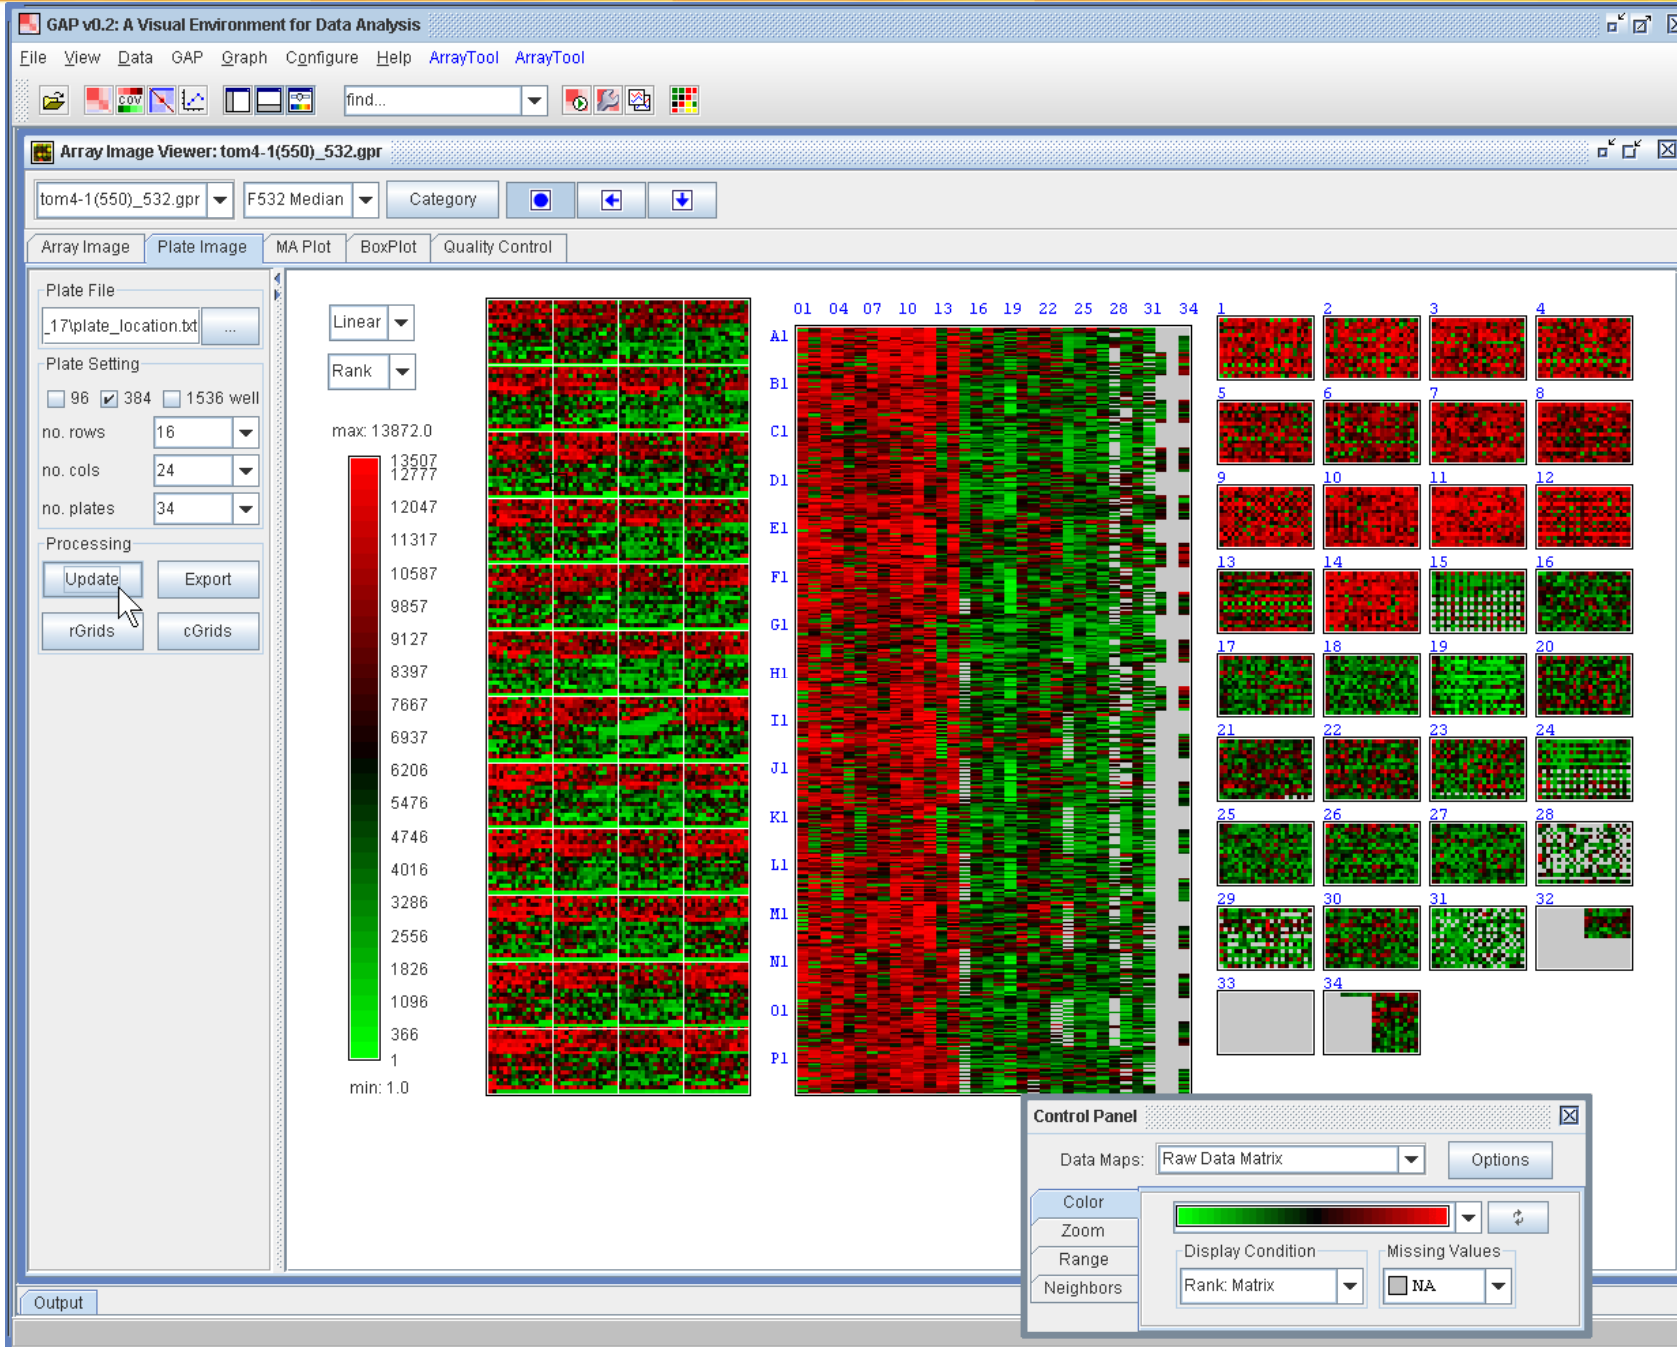 GAP v0.2: A Visual Environment for Data Analysis
File View Data GAP Graph Configure Help ArrayTool ArrayTool
cov find...
Array Image Viewer: tom4-1(550)_532.gpr
tom4-1(550)_532.gpr F532 Median Category
Array Image Plate Image MA Plot BoxPlot Quality Control
Plate File
_17\plate_location.txt ...
Plate Setting
96 384 1536 well
no. rows 16
no. cols 24
no. plates 34
Processing
Update Export
rGrids cGrids
Linear
Rank
max: 13872.0
13507
12777
12047
11317
10587
9857
9127
8397
7667
6937
6206
5476
4746
4016
3286
2556
1826
1096
366
1
min: 1.0
01 04 07 10 13 16 19 22 25 28 31 34
A1
B1
C1
D1
E1
F1
G1
H1
I1
J1
K1
L1
M1
N1
O1
P1
1 2 3 4
5 6 7 8
9 10 11 12
13 14 15 16
17 18 19 20
21 22 23 24
25 26 27 28
29 30 31 32
33 34
Control Panel
Data Maps: Raw Data Matrix Options
Color
Zoom
Range
Neighbors
Display Condition Missing Values
Rank: Matrix NA
Output